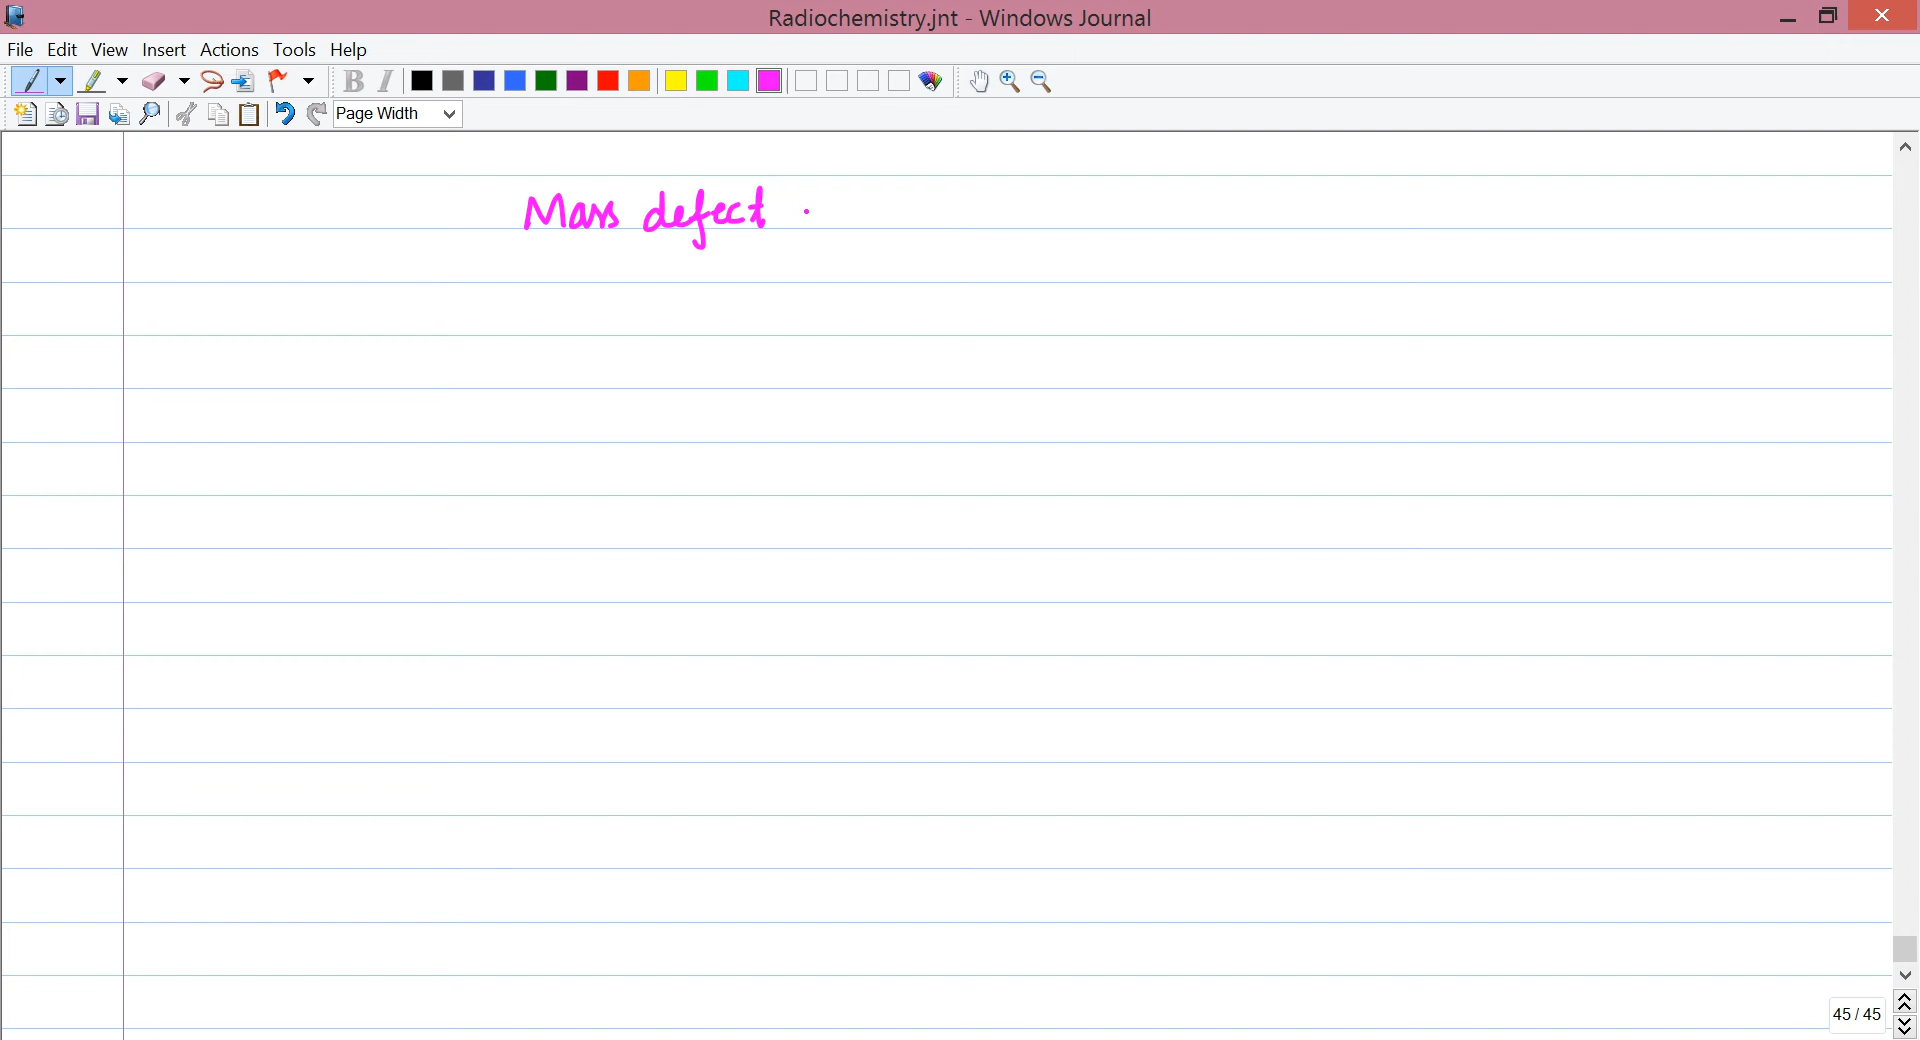 Radiochemistry.jnt - Windows Journal
File Edit View Insert Actions Tools Help
B I
Page Width
Mass defect
45 / 45